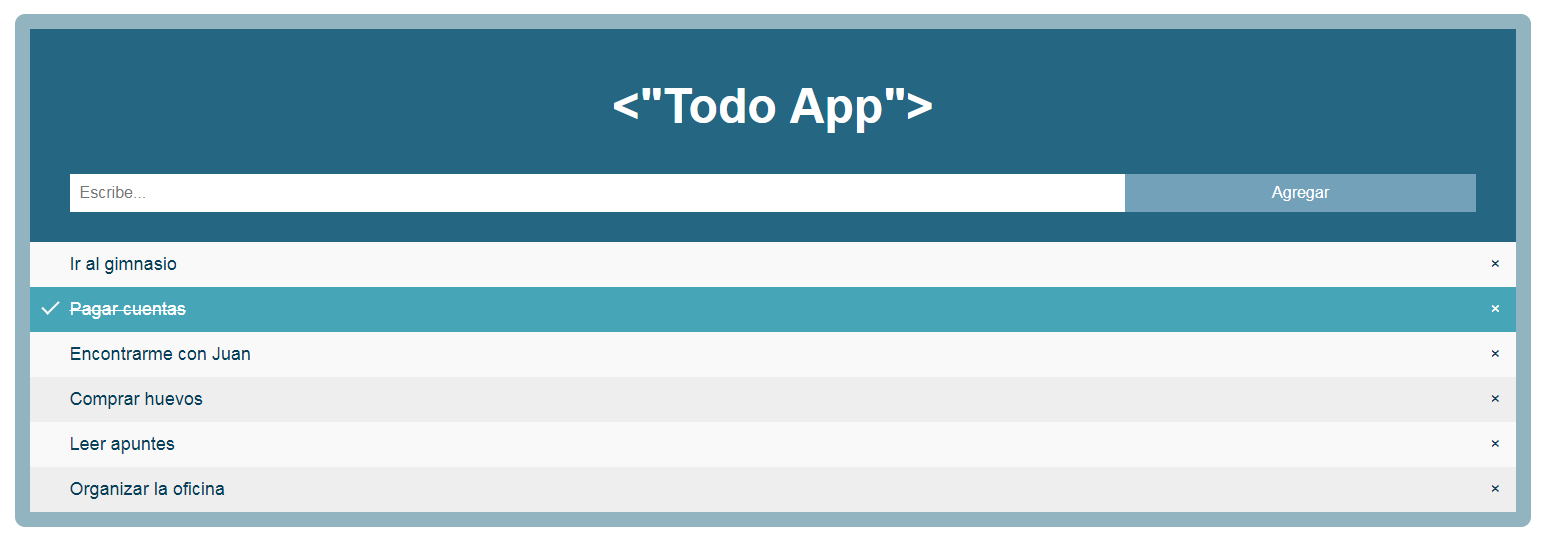 <"Todo App">
Escribe... Agregar
Ir al gimnasio ×
Pagar cuentas ×
Encontrarme con Juan ×
Comprar huevos ×
Leer apuntes ×
Organizar la oficina ×